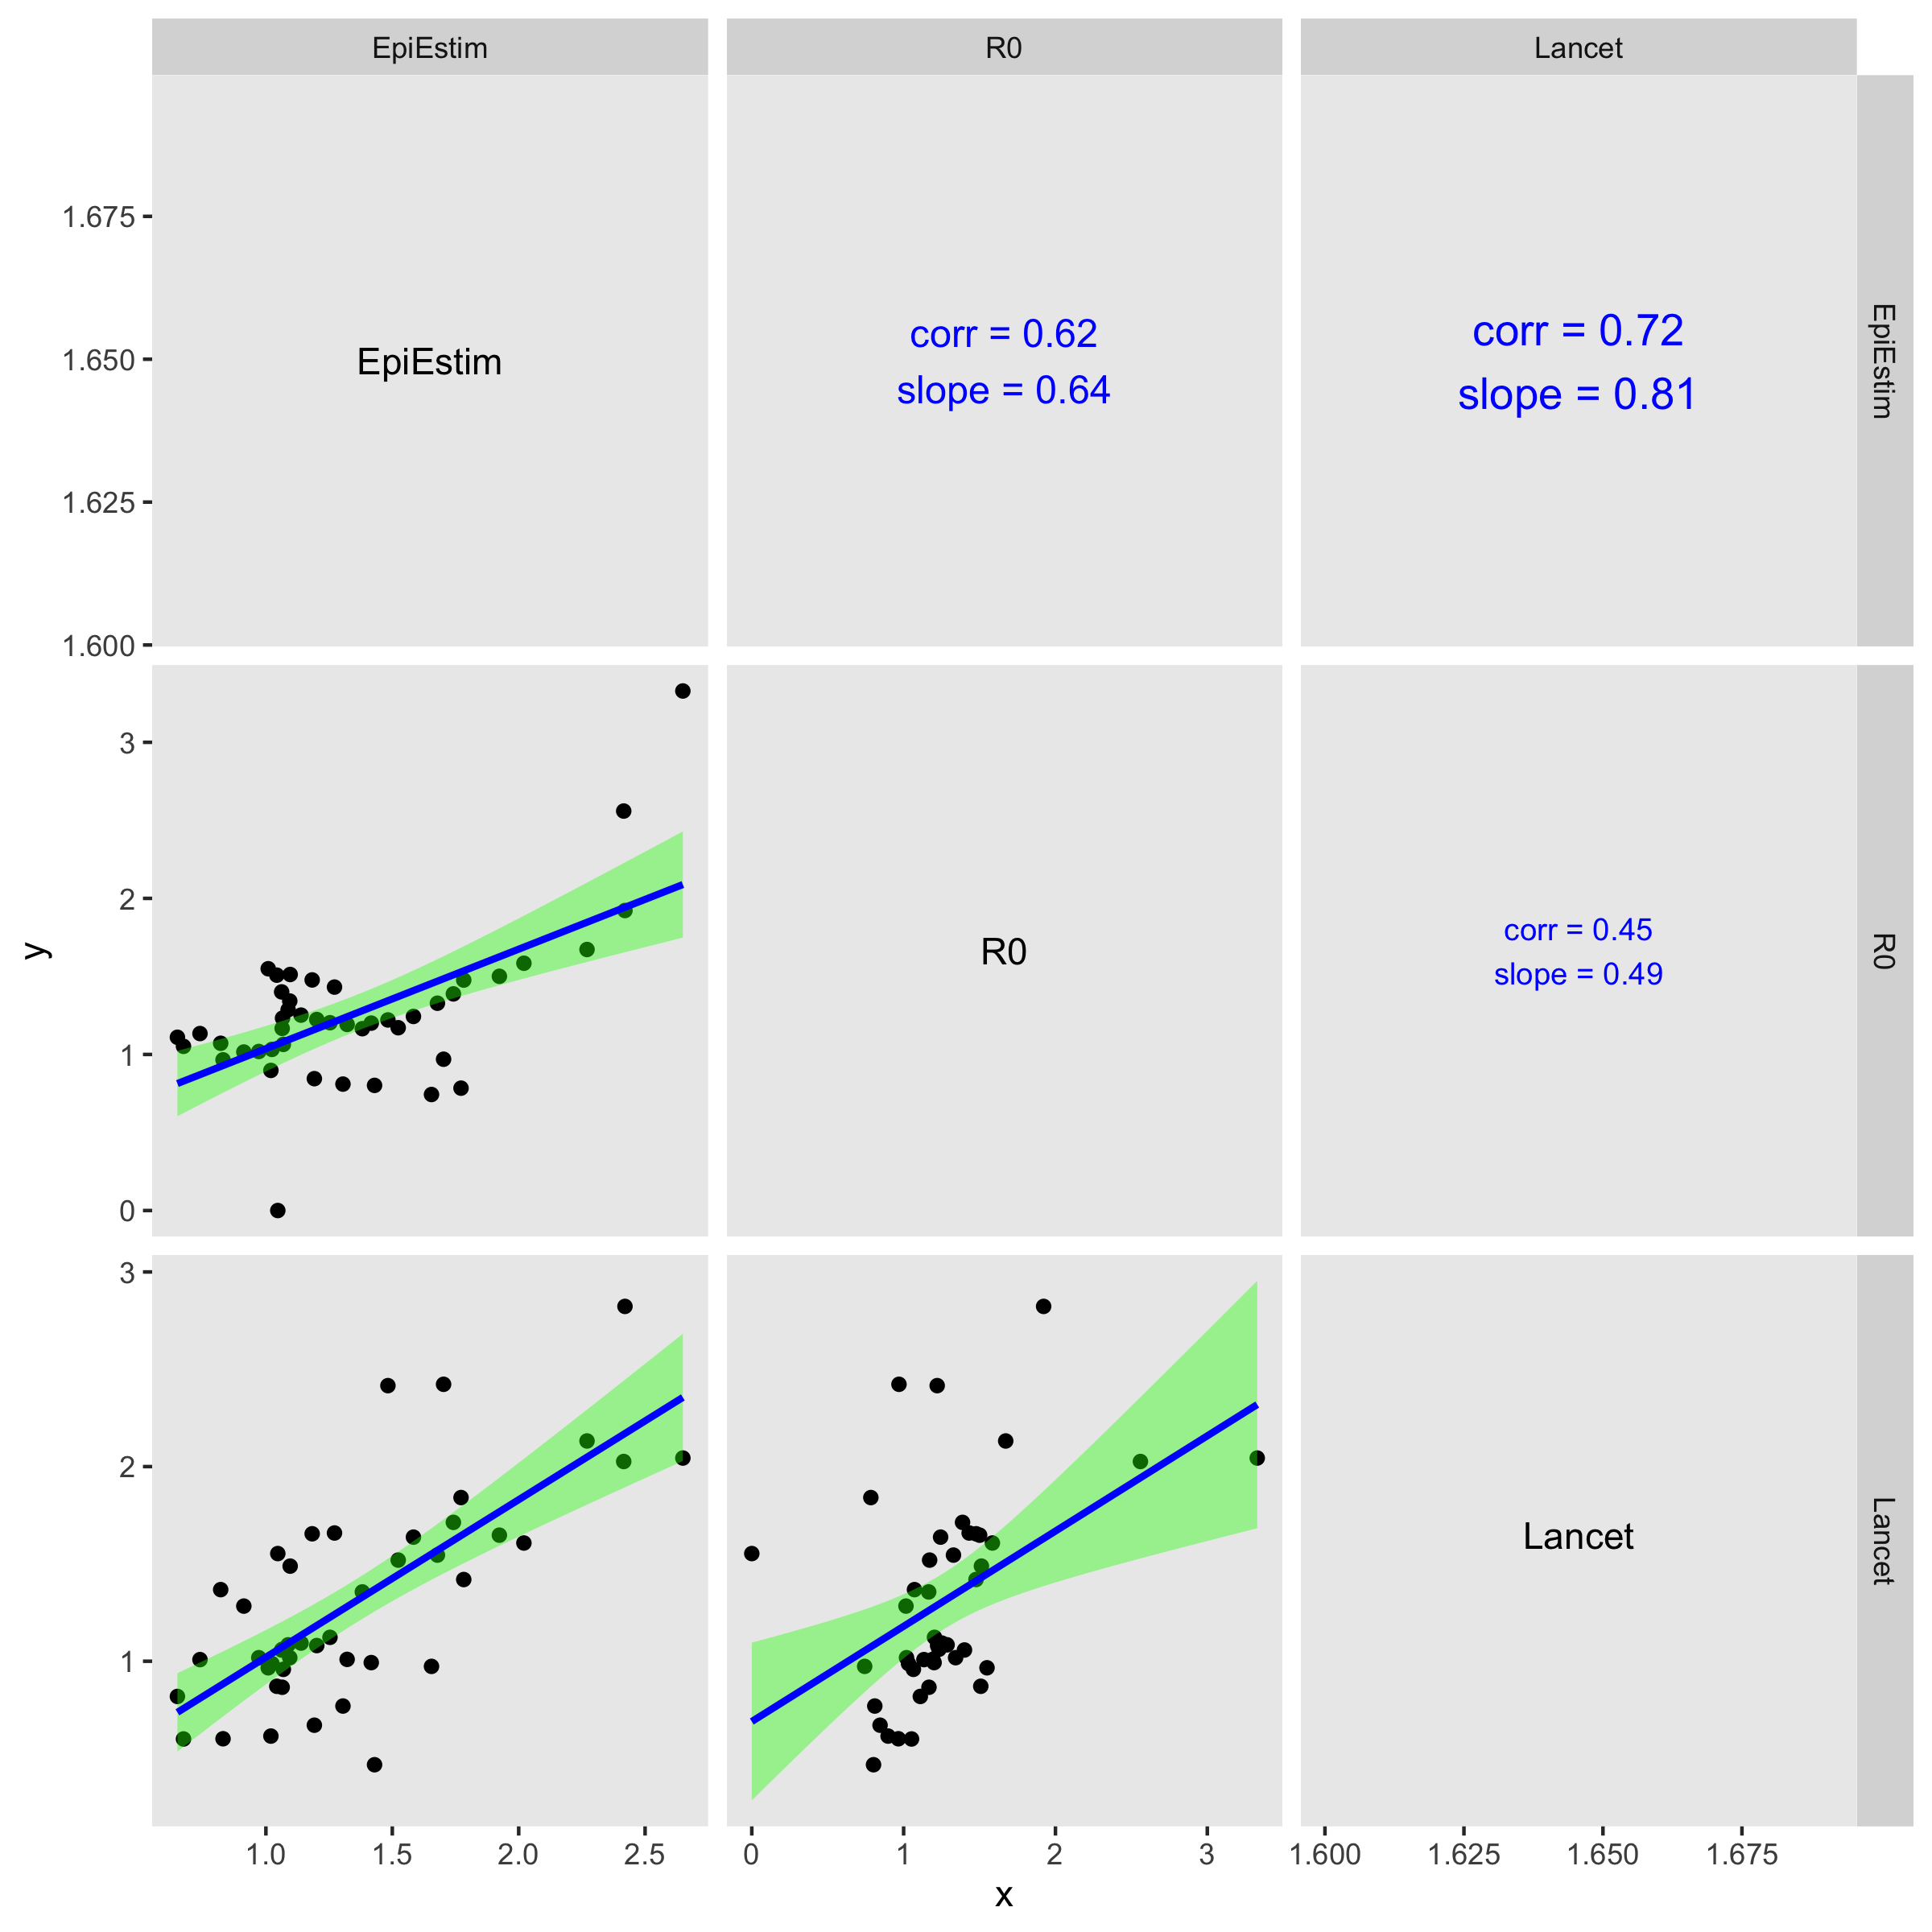 EpiEstim
R0
Lancet
1.675
1.650
1.625
1.600
EpiEstim
corr = 0.62
slope = 0.64
corr = 0.72
slope = 0.81
EpiEstim
y
3
2
1
0
R0
corr = 0.45
slope = 0.49
R0
3
2
1
Lancet
Lancet
1.0 1.5 2.0 2.5
0 1 2 3
1.600 1.625 1.650 1.675
x